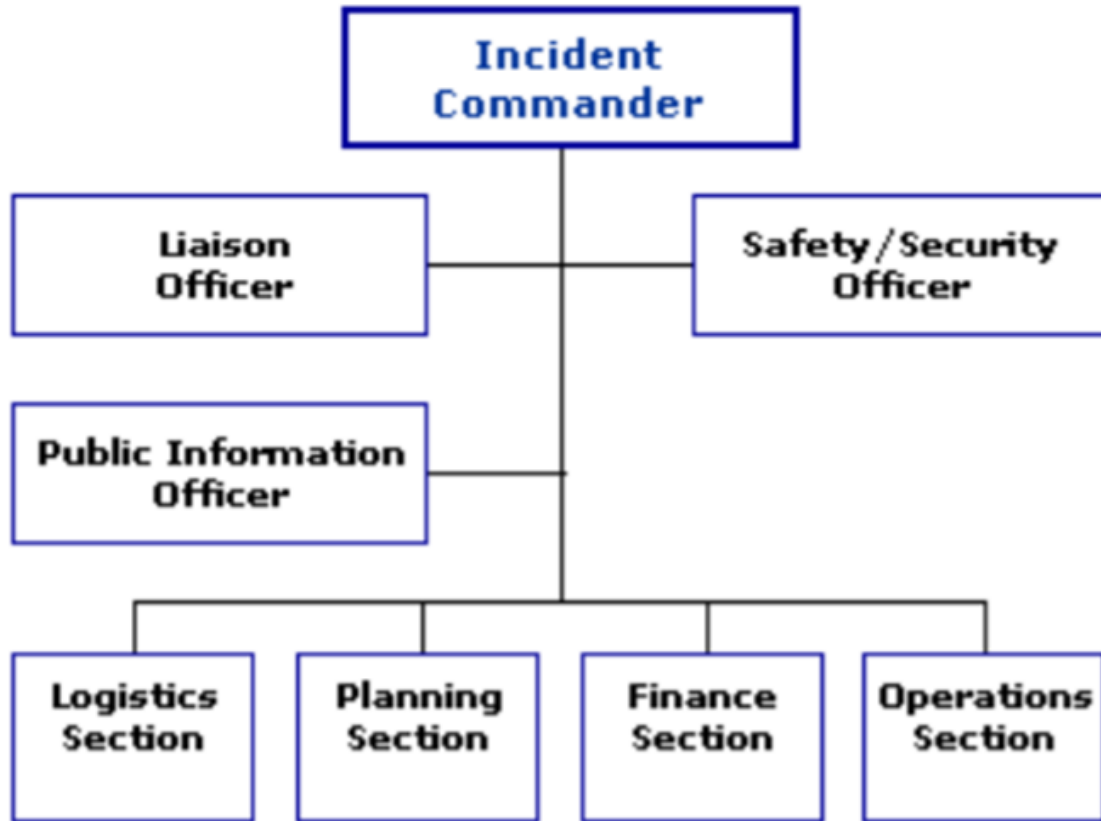 Incident
Commander
Liaison
Officer
Safety/Security
Officer
Public Information
Officer
Logistics
Section
Planning
Section
Finance
Section
Operations
Section